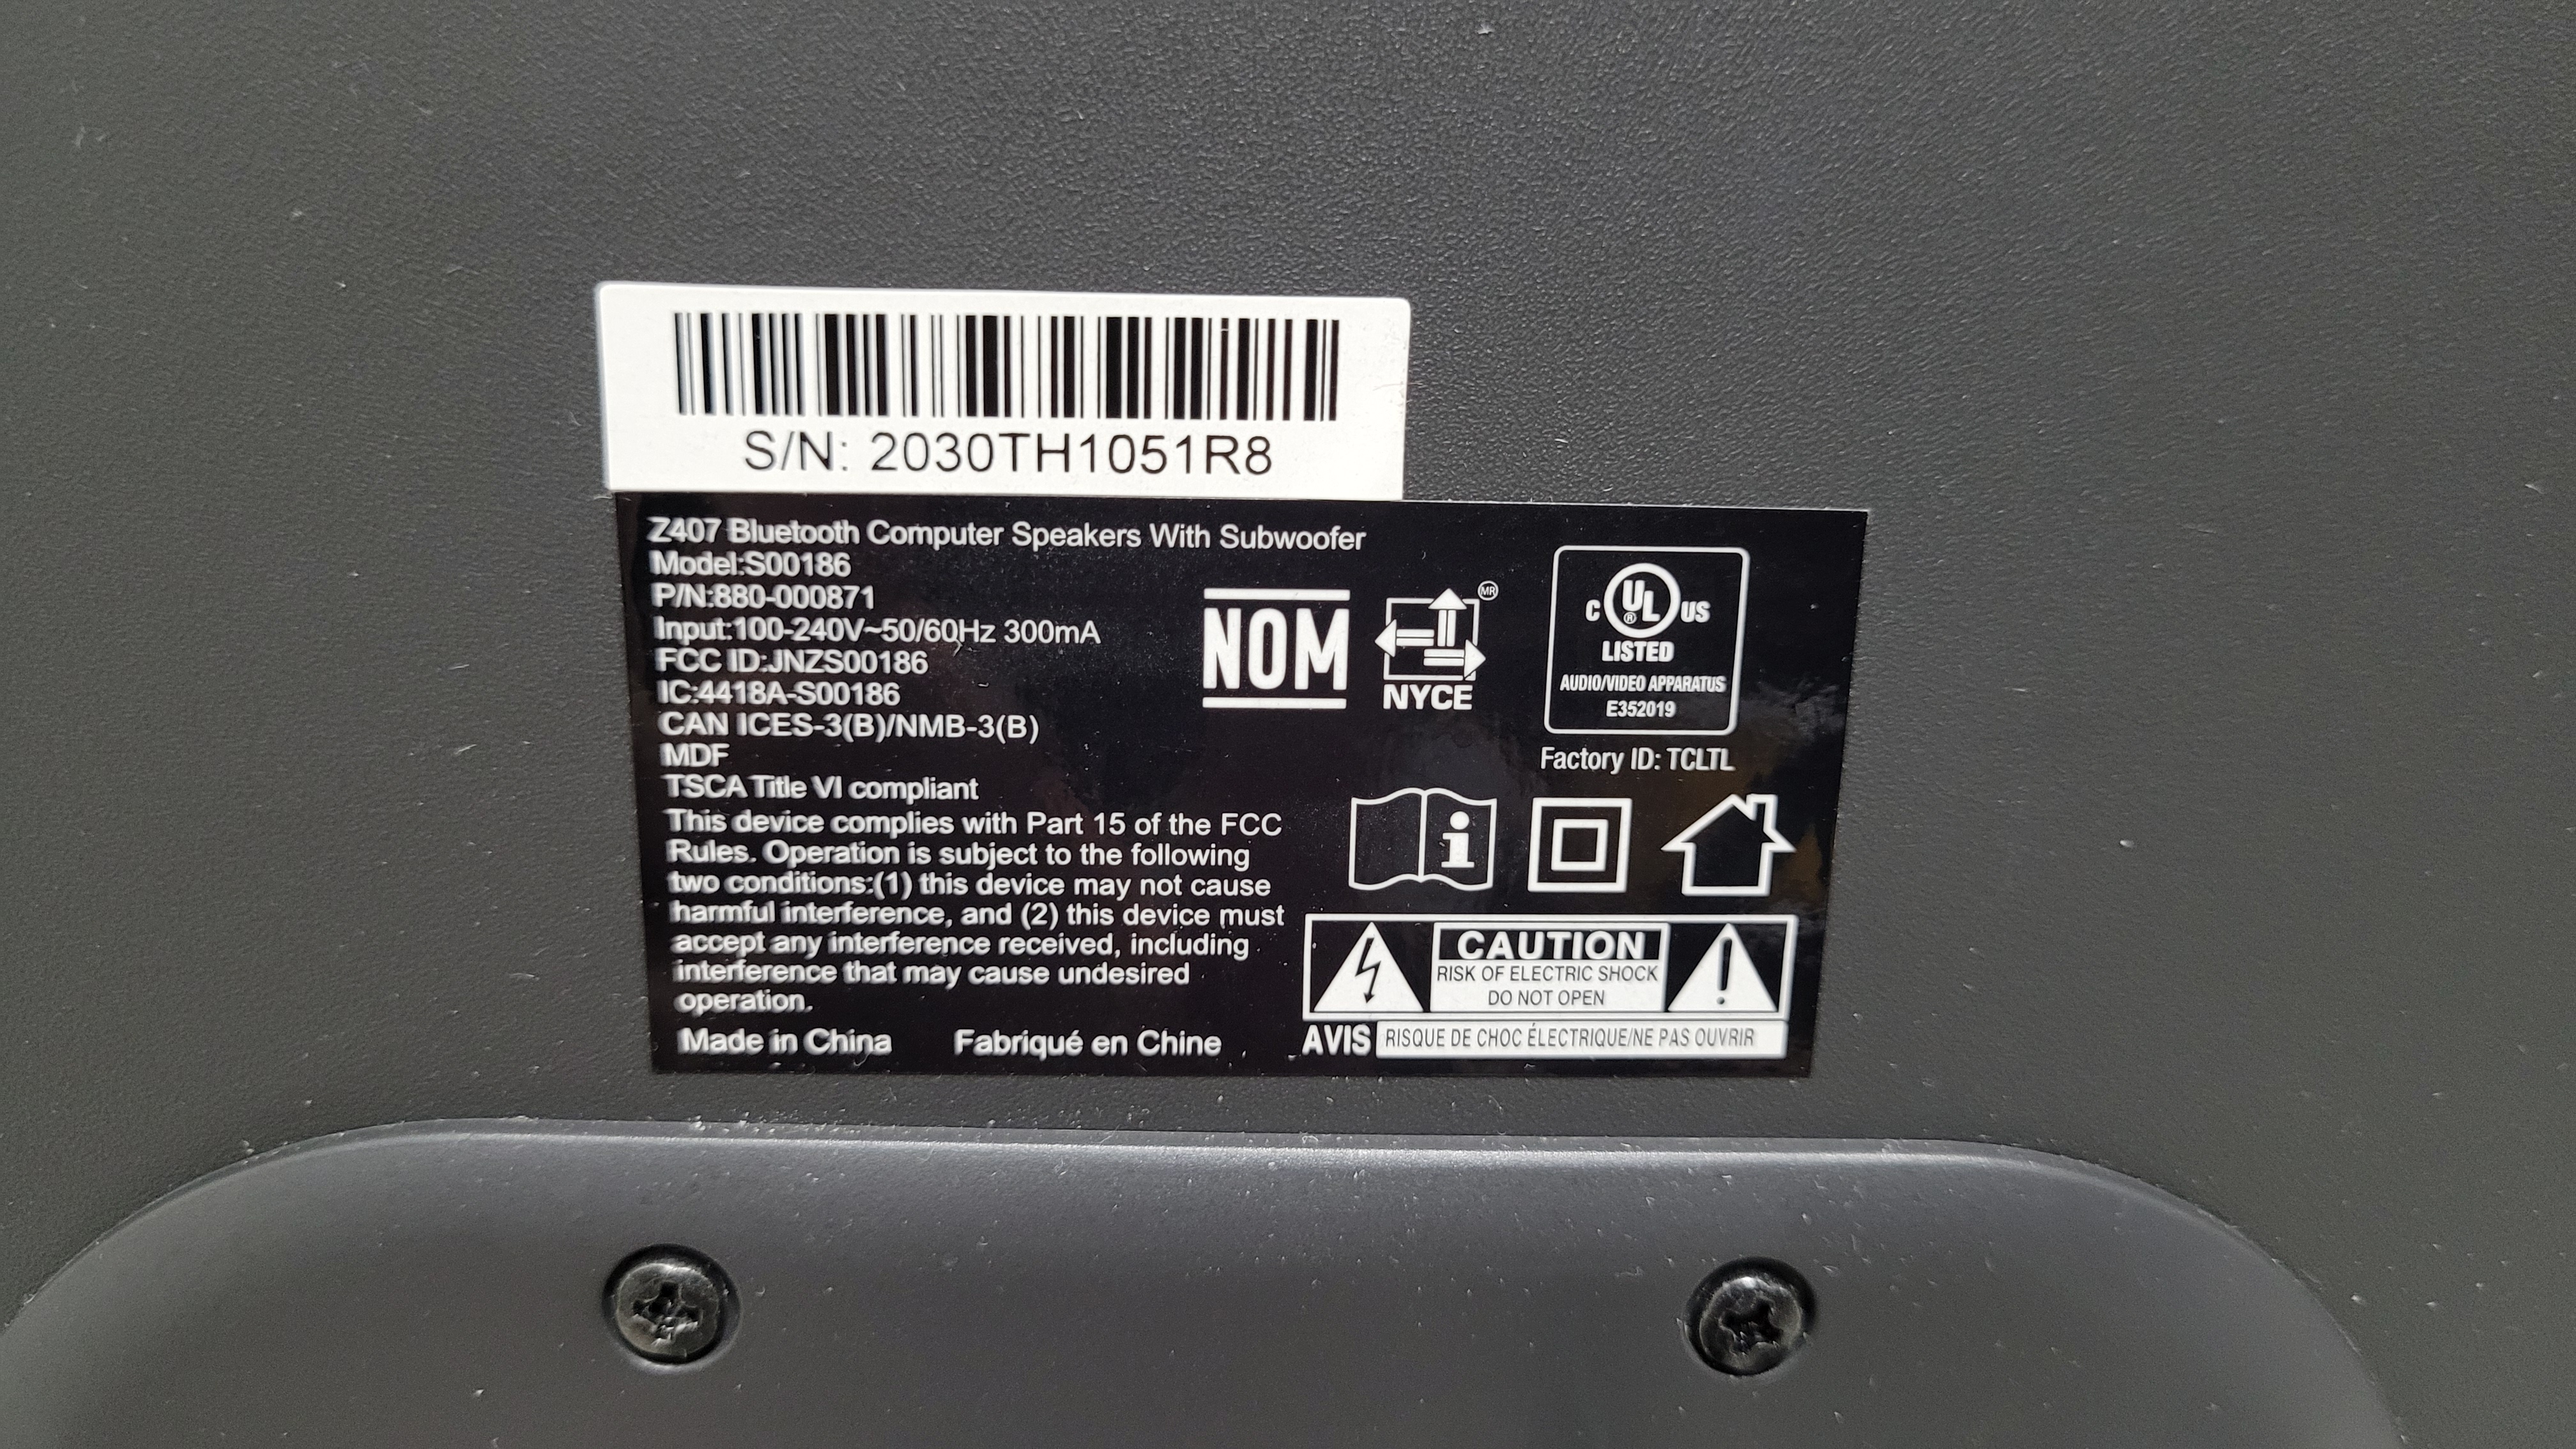 S/N: 2030TH1051R8
Z407 Bluetooth Computer Speakers With Subwoofer
Model:S00186
P/N:880-000871
Input:100-240V~50/60Hz 300mA
FCC ID:JNZS00186
IC:4418A-S00186
CAN ICES-3(B)/NMB-3(B)
MDF
TSCA Title VI compliant
This device complies with Part 15 of the FCC
Rules. Operation is subject to the following
two conditions:(1) this device may not cause
harmful interference, and (2) this device must
accept any interference received, including
interference that may cause undesired
operation.
Made in China Fabriqué en Chine
NOM
MR
NYCE
C UL® US
LISTED
AUDIO/VIDEO APPARATUS
E352019
Factory ID: TCLTL
i
CAUTION
RISK OF ELECTRIC SHOCK
DO NOT OPEN
AVIS RISQUE DE CHOC ÉLECTRIQUE/NE PAS OUVRIR